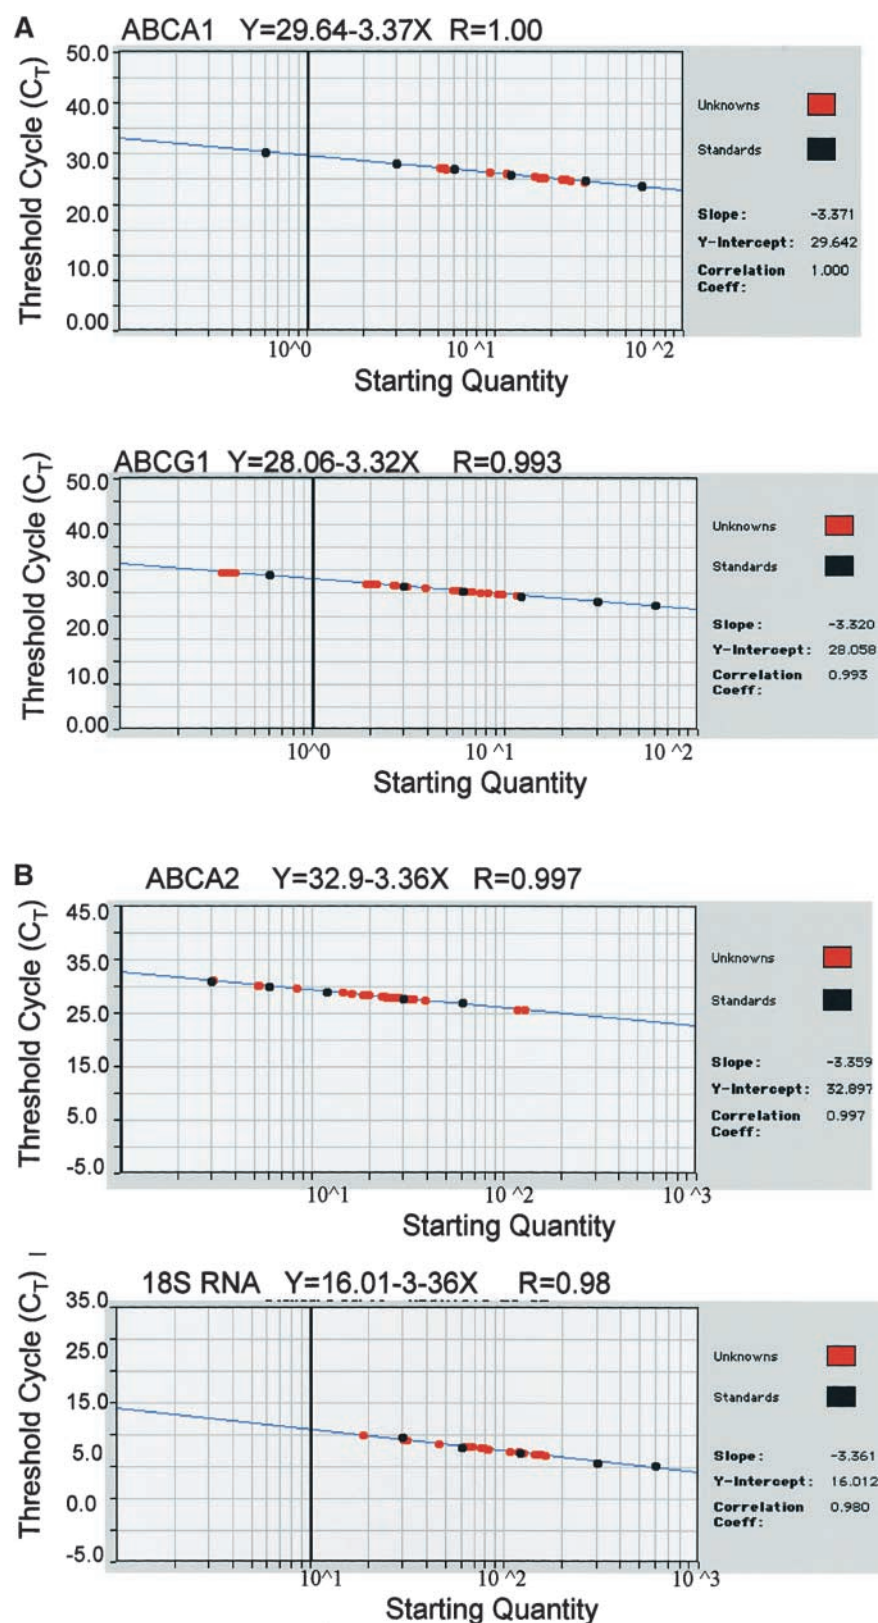 A
ABCA1 Y=29.64-3.37X R=1.00
Threshold Cycle (CT)
50.0
40.0
30.0
20.0
10.0
0.00
10^0 10^1 10^2
Starting Quantity
Unknowns
Standards
Slope: -3.371
Y-Intercept: 29.642
Correlation 1.000
Coeff:
ABCG1 Y=28.06-3.32X R=0.993
Threshold Cycle (CT)
50.0
40.0
30.0
20.0
10.0
0.00
10^0 10^1 10^2
Starting Quantity
Unknowns
Standards
Slope: -3.320
Y-Intercept: 28.058
Correlation 0.993
Coeff:
B
ABCA2 Y=32.9-3.36X R=0.997
Threshold Cycle (CT)
45.0
35.0
25.0
15.0
5.0
-5.0
10^1 10^2 10^3
Starting Quantity
Unknowns
Standards
Slope: -3.359
Y-Intercept: 32.897
Correlation 0.997
Coeff:
18S RNA Y=16.01-3-36X R=0.98
Threshold Cycle (CT)
35.0
25.0
15.0
5.0
0.0
-5.0
10^1 10^2 10^3
Starting Quantity
Unknowns
Standards
Slope: -3.361
Y-Intercept: 16.012
Correlation 0.980
Coeff: